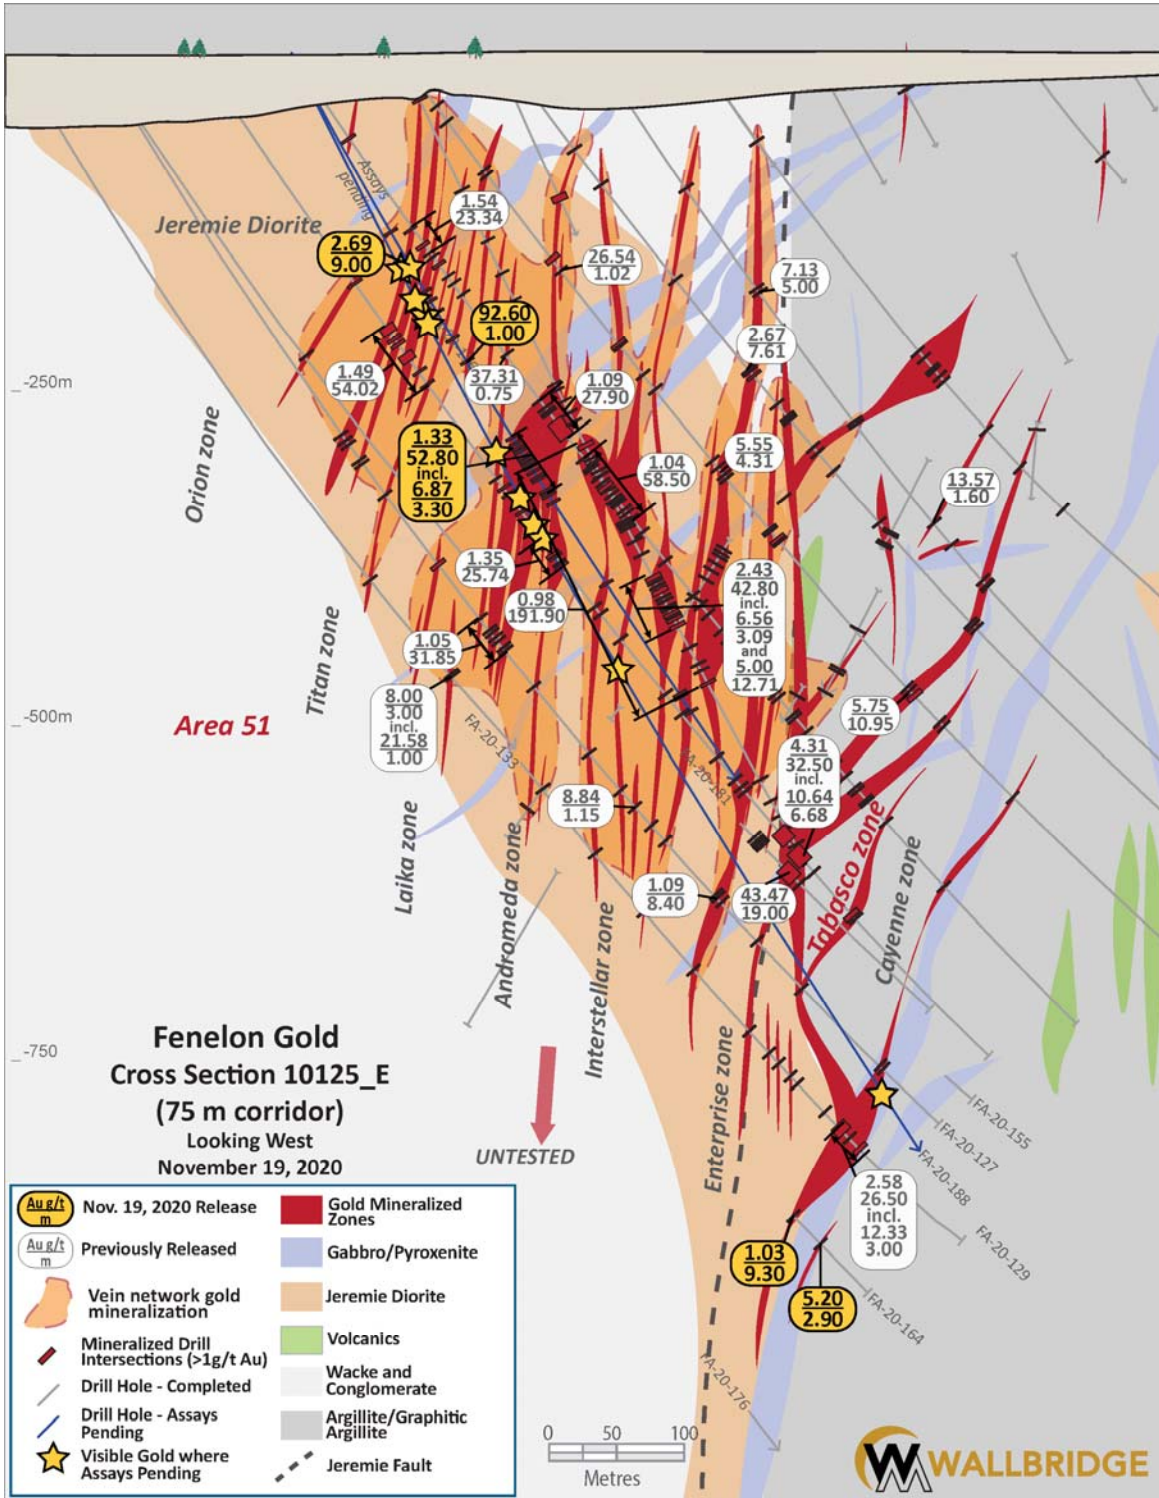 Assays
pending
Jeremie Diorite
1.54
23.34
2.69
9.00
26.54
1.02
7.13
5.00
92.60
1.00
2.67
7.61
1.49
54.02
37.31
0.75
1.09
27.90
-250m
Orion zone
1.33
52.80
incl.
6.87
3.30
1.04
58.50
5.55
4.31
13.57
1.60
1.35
25.74
0.98
191.90
2.43
42.80
incl.
6.56
3.09
and
5.00
12.71
1.05
31.85
Titan zone
8.00
3.00
incl.
21.58
1.00
-500m
Area 51
FA-20-133
FA-20-181
5.75
10.95
4.31
32.50
incl.
10.64
6.68
8.84
1.15
Laika zone
Andromeda zone
Interstellar zone
1.09
8.40
43.47
19.00
Tabasco zone
Cayenne zone
Enterprise zone
-750
Fenelon Gold
Cross Section 10125_E
(75 m corridor)
Looking West
November 19, 2020
UNTESTED
FA-20-155
FA-20-127
FA-20-188
FA-20-129
2.58
26.50
incl.
12.33
3.00
1.03
9.30
5.20
2.90
FA-20-164
FA-20-176
Au g/t
m
Nov. 19, 2020 Release
Au g/t
m
Previously Released
Vein network gold
mineralization
Mineralized Drill
Intersections (>1g/t Au)
Drill Hole - Completed
Drill Hole - Assays
Pending
Visible Gold where
Assays Pending
Gold Mineralized
Zones
Gabbro/Pyroxenite
Jeremie Diorite
Volcanics
Wacke and
Conglomerate
Argillite/Graphitic
Argillite
Jeremie Fault
0 50 100
Metres
WALLBRIDGE